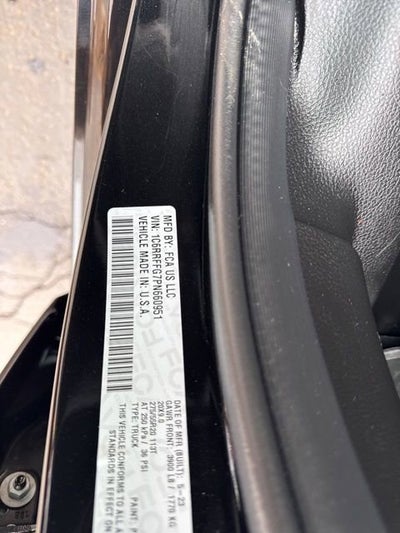 MFD BY: FCA US LLC
VIN: 1C6RRFFG7PN660951
VEHICLE MADE IN: U.S.A.
DATE OF MFR (BUILT): 5-23
GAWR FRONT: 3900 LB / 1770 KG
275/55R20 113T
20X9.0
AT 250 kPa / 36 PSI
TYPE: TRUCK
PAINT: P
THIS VEHICLE CONFORMS TO ALL A
STANDARDS IN EFFECT